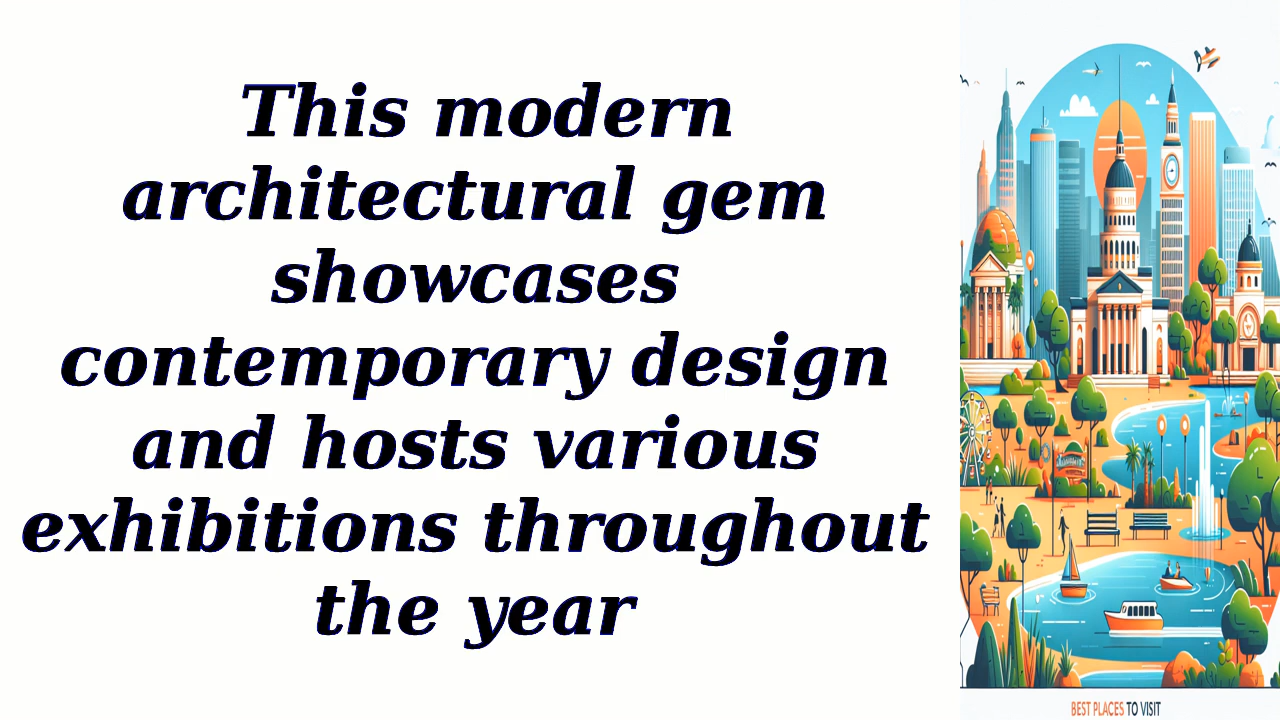 This modern
architectural gem
showcases
contemporary design
and hosts various
exhibitions throughout
the year
BEST PLACES TO VISIT